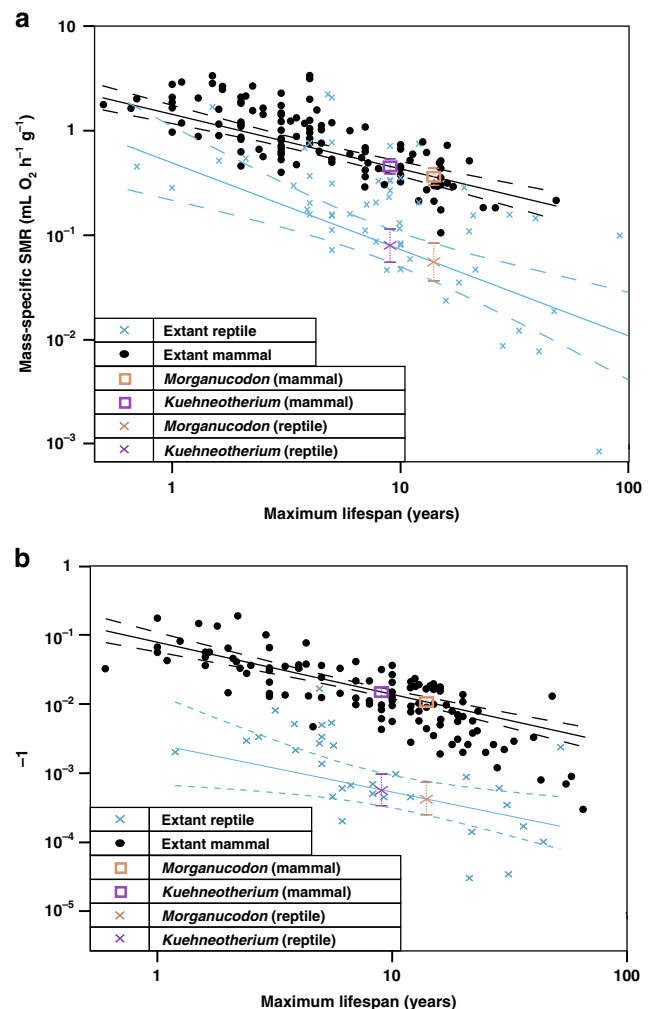 a
10
1
10⁻¹
10⁻²
10⁻³
Mass-specific SMR (mL O₂ h⁻¹ g⁻¹)
Extant reptile
Extant mammal
Morganucodon (mammal)
Kuehneotherium (mammal)
Morganucodon (reptile)
Kuehneotherium (reptile)
1
10
100
Maximum lifespan (years)
b
1
10⁻¹
10⁻²
10⁻³
10⁻⁴
10⁻⁵
–1
Extant reptile
Extant mammal
Morganucodon (mammal)
Kuehneotherium (mammal)
Morganucodon (reptile)
Kuehneotherium (reptile)
1
10
100
Maximum lifespan (years)